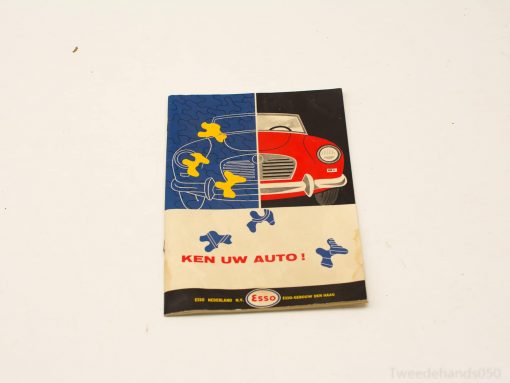 KEN UW AUTO!
ESSO NEDERLAND N.V. Esso ESSO-GEBOUW DEN HAAG
Tweedehands050